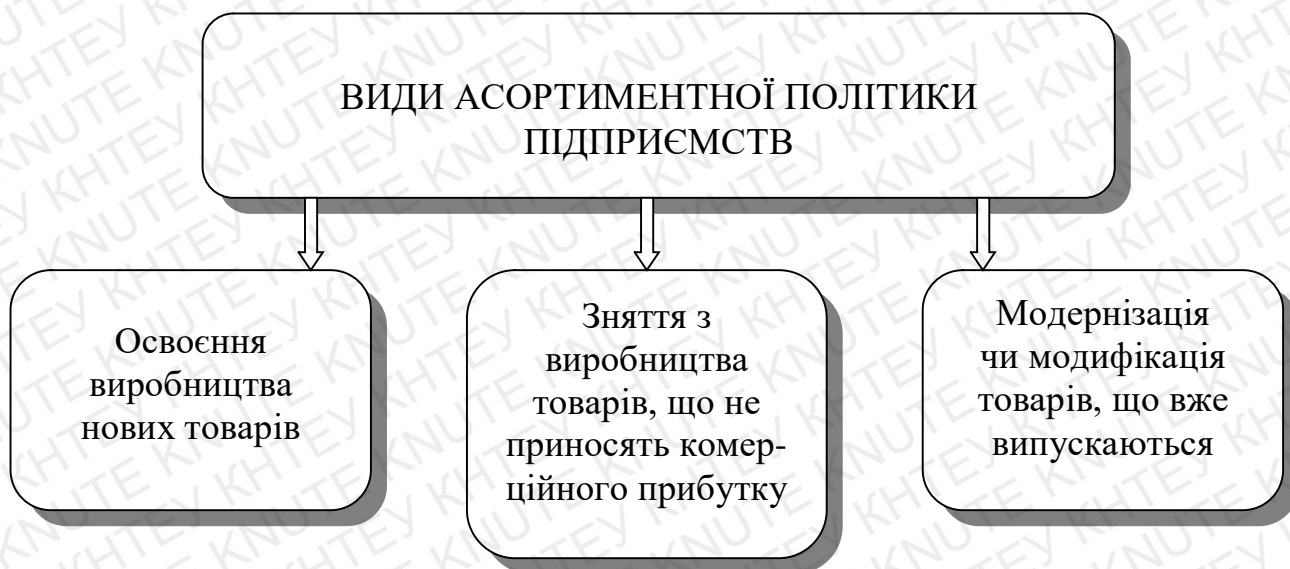 ВИДИ АСОРТИМЕНТНОЇ ПОЛІТИКИ
ПІДПРИЄМСТВ
Освоєння
виробництва
нових товарів
Зняття з
виробництва
товарів, що не
приносять комер-
ційного прибутку
Модернізація
чи модифікація
товарів, що вже
випускаються